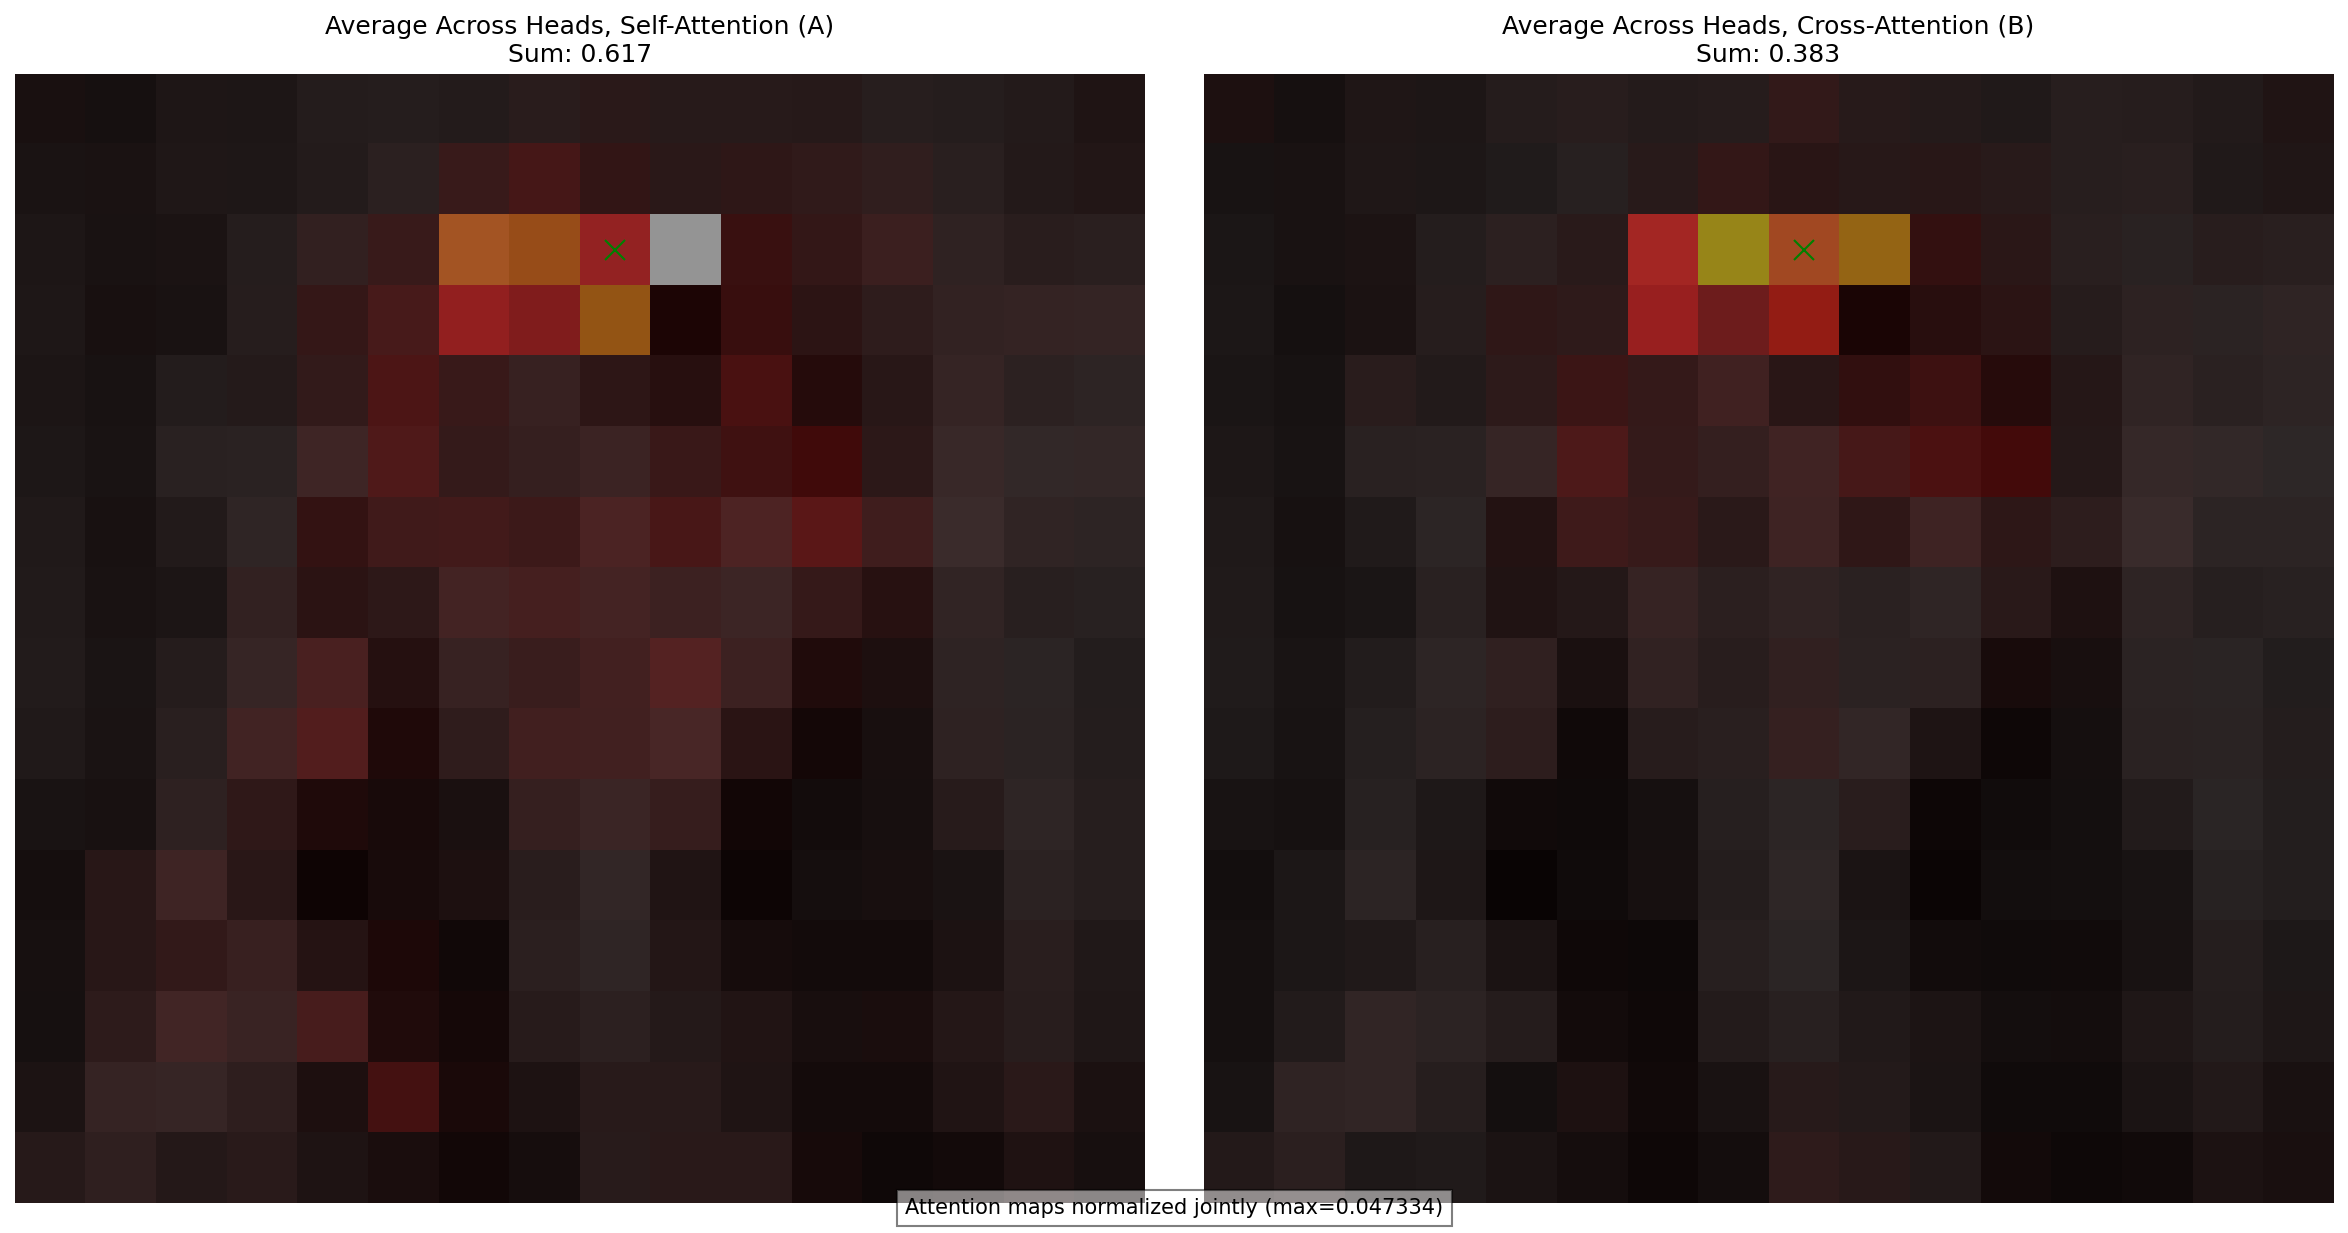 Average Across Heads, Self-Attention (A)
Sum: 0.617
Average Across Heads, Cross-Attention (B)
Sum: 0.383
Attention maps normalized jointly (max=0.047334)